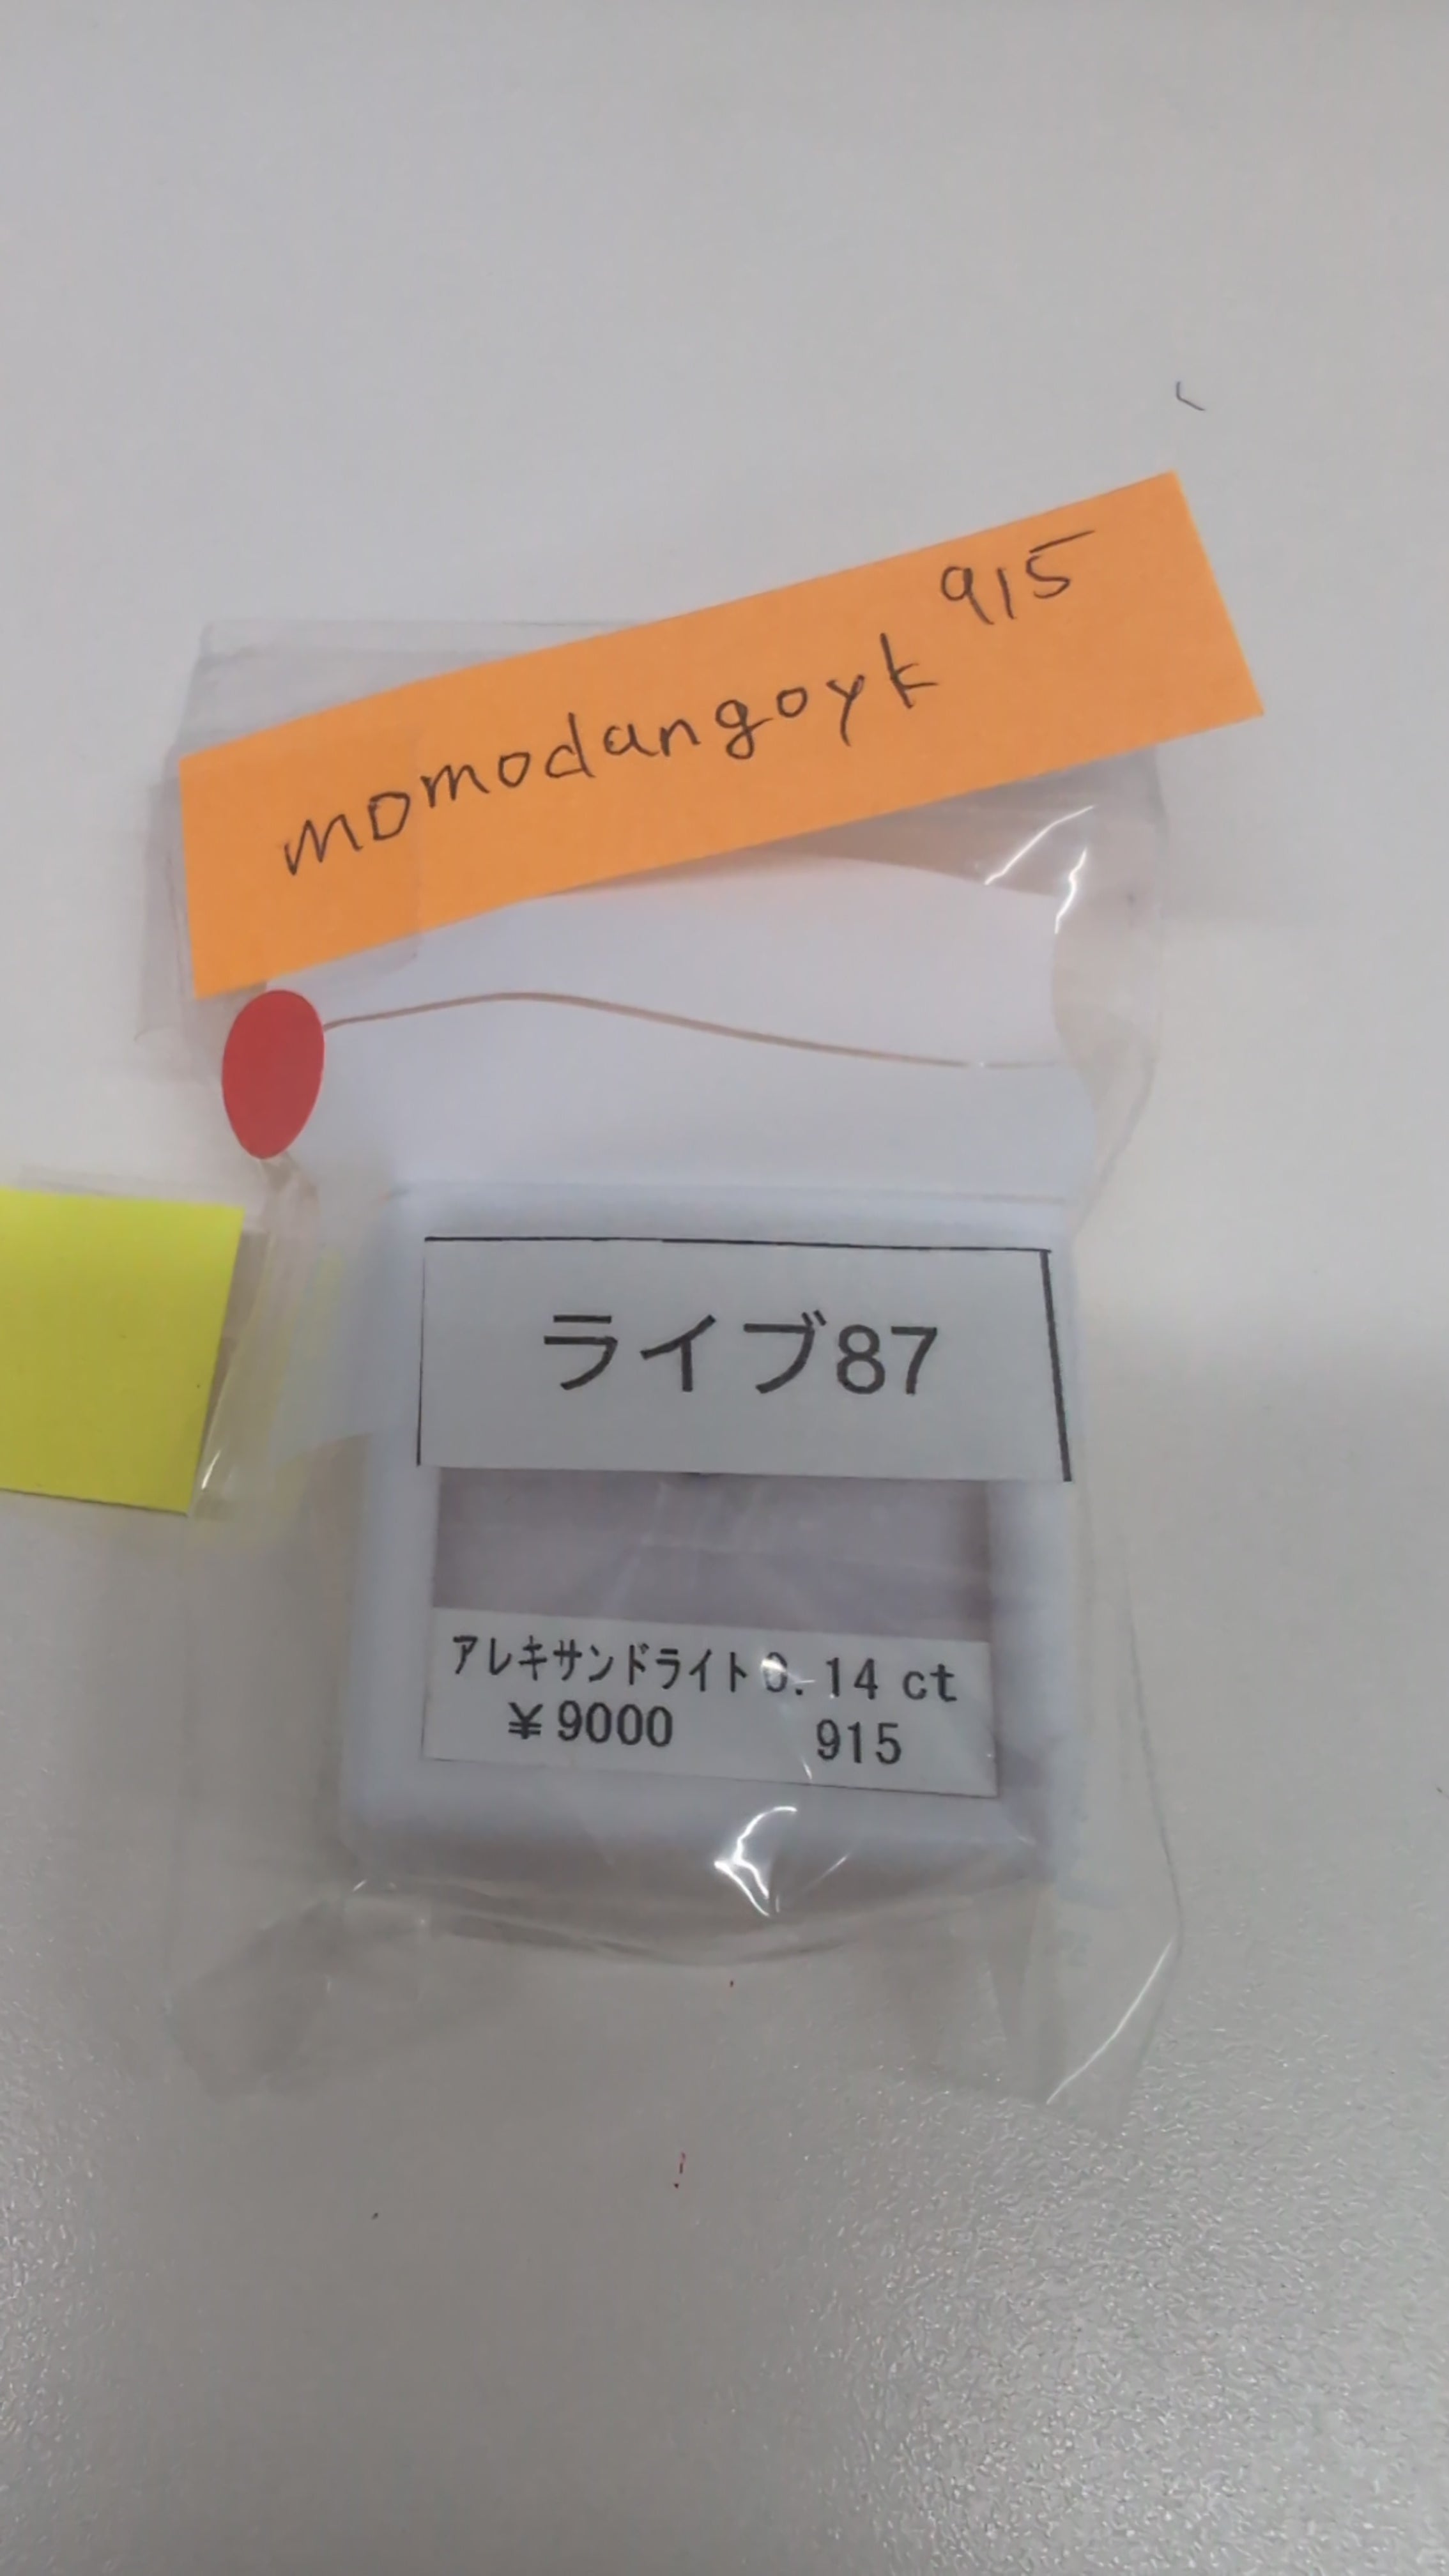 momodangoyk 915
ライブ87
アレキサンドライト 0.14 ct
¥9000 915